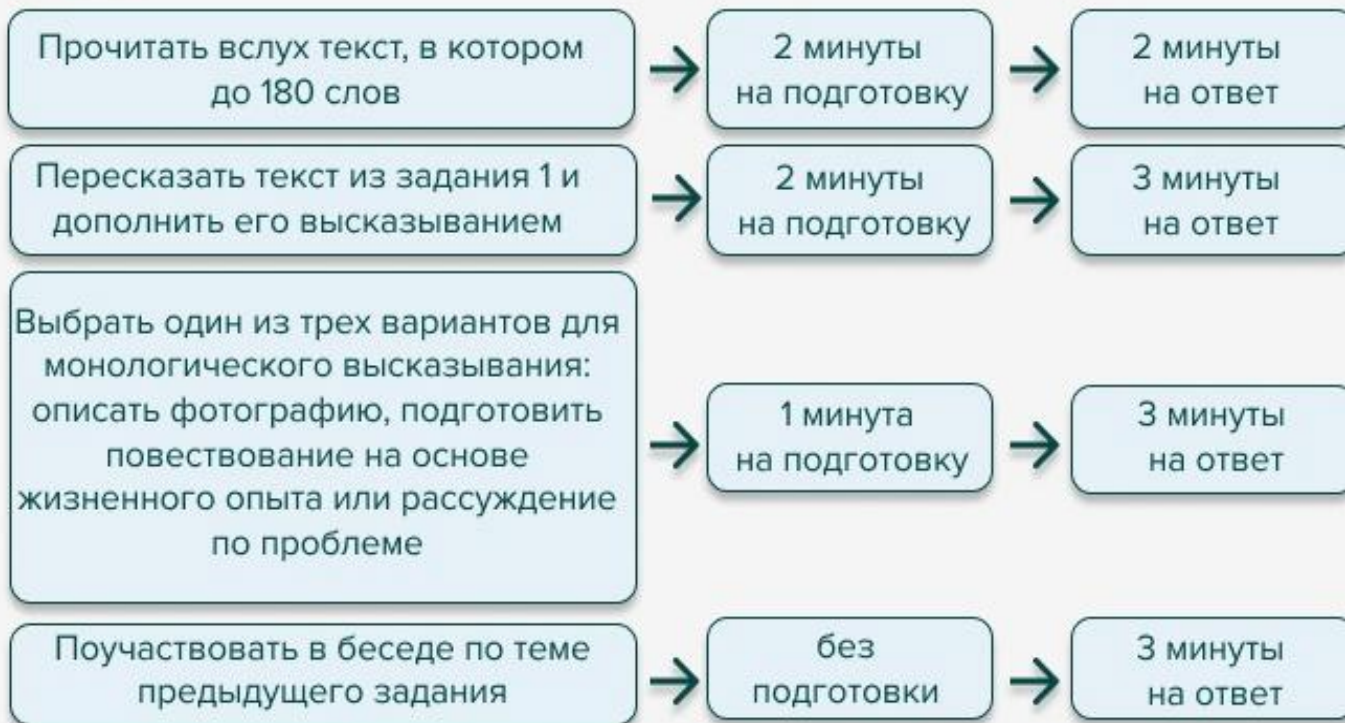 Прочитать вслух текст, в котором
до 180 слов
2 минуты
на подготовку
2 минуты
на ответ
Пересказать текст из задания 1 и
дополнить его высказыванием
2 минуты
на подготовку
3 минуты
на ответ
Выбрать один из трех вариантов для
монологического высказывания:
описать фотографию, подготовить
повествование на основе
жизненного опыта или рассуждение
по проблеме
1 минута
на подготовку
3 минуты
на ответ
Поучаствовать в беседе по теме
предыдущего задания
без
подготовки
3 минуты
на ответ